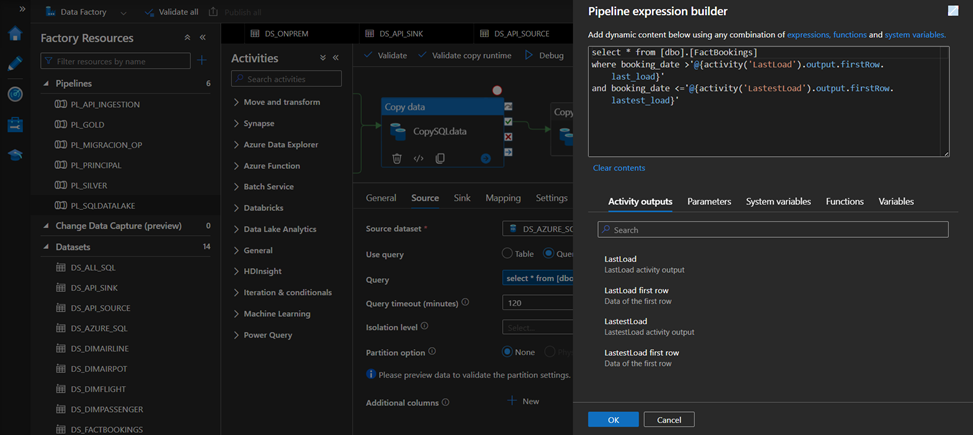 Data Factory
Validate all
Publish all
Factory Resources
Filter resources by name
Pipelines
6
PL_API_INGESTION
PL_GOLD
PL_MIGRACION_OP
PL_PRINCIPAL
PL_SILVER
PL_SQLDATALAKE
Change Data Capture (preview)
0
Datasets
14
DS_ALL_SQL
DS_API_SINK
DS_API_SOURCE
DS_AZURE_SQL
DS_DIMAIRLINE
DS_DIMAIRPOT
DS_DIMFLIGHT
DS_DIMPASSENGER
DS_FACTBOOKINGS
DS_ONPREM
DS_API_SINK
DS_API_SOURCE
Activities
Search activities
Move and transform
Synapse
Azure Data Explorer
Azure Function
Batch Service
Databricks
Data Lake Analytics
General
HDInsight
Iteration & conditionals
Machine Learning
Power Query
Validate
Validate copy runtime
Debug
Copy data
CopySQLdata
Copy
General
Source
Sink
Mapping
Settings
Source dataset *
DS_AZURE_SQ
Use query
Table
Que
Query
select * from [dbo
Query timeout (minutes)
120
Isolation level
Select...
Partition option
None
Please preview data to validate the partition settings.
Additional columns
New
Pipeline expression builder
Add dynamic content below using any combination of expressions, functions and system variables.
select * from [dbo].[FactBookings]
where booking_date >'@{activity('LastLoad').output.firstRow.
last_load}'
and booking_date <='@{activity('LastestLoad').output.firstRow.
lastest_load}'
Clear contents
Activity outputs
Parameters
System variables
Functions
Variables
Search
LastLoad
LastLoad activity output
LastLoad first row
Data of the first row
LastestLoad
LastestLoad activity output
LastestLoad first row
Data of the first row
OK
Cancel